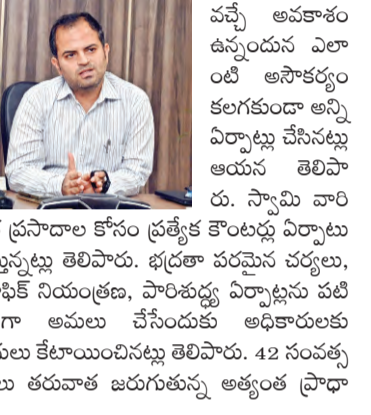 వచ్చే అవకాశం
ఉన్నందున ఎలా
ంటి అసౌకర్యం
కలగకుండా అన్ని
ఏర్పాట్లు చేసినట్లు
ఆయన తెలిపా
రు. స్వామి వారి
ప్రసాదాల కోసం ప్రత్యేక కౌంటర్లు ఏర్పాటు
తెలిపారు. భద్రతా పరమైన చర్యలు,
నియంత్రణ, పారిశుద్ధ్య ఏర్పాట్లను పటి
అమలు చేసేందుకు అధికారులకు
కేటాయించినట్లు తెలిపారు. 42 సంవత్స
తరువాత జరుగుతున్న అత్యంత ప్రాధా